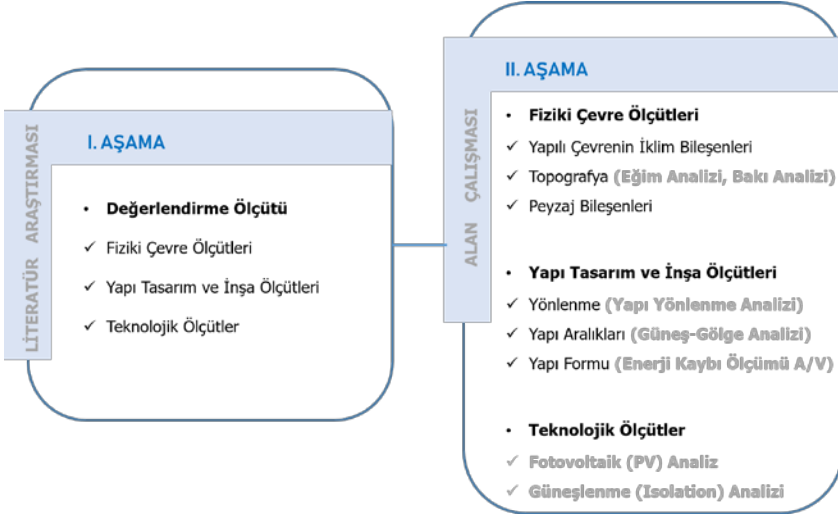 LİTERATÜR ARAŞTIRMASI
I. AŞAMA
• Değerlendirme Ölçütü
✓ Fiziki Çevre Ölçütleri
✓ Yapı Tasarım ve İnşa Ölçütleri
✓ Teknolojik Ölçütler
ALAN ÇALIŞMASI
II. AŞAMA
• Fiziki Çevre Ölçütleri
✓ Yapılı Çevrenin İklim Bileşenleri
✓ Topografya (Eğim Analizi, Bakı Analizi)
✓ Peyzaj Bileşenleri
• Yapı Tasarım ve İnşa Ölçütleri
✓ Yönlenme (Yapı Yönlenme Analizi)
✓ Yapı Aralıkları (Güneş-Gölge Analizi)
✓ Yapı Formu (Enerji Kaybı Ölçümü A/V)
• Teknolojik Ölçütler
✓ Fotovoltaik (PV) Analiz
✓ Güneşlenme (Isolation) Analizi